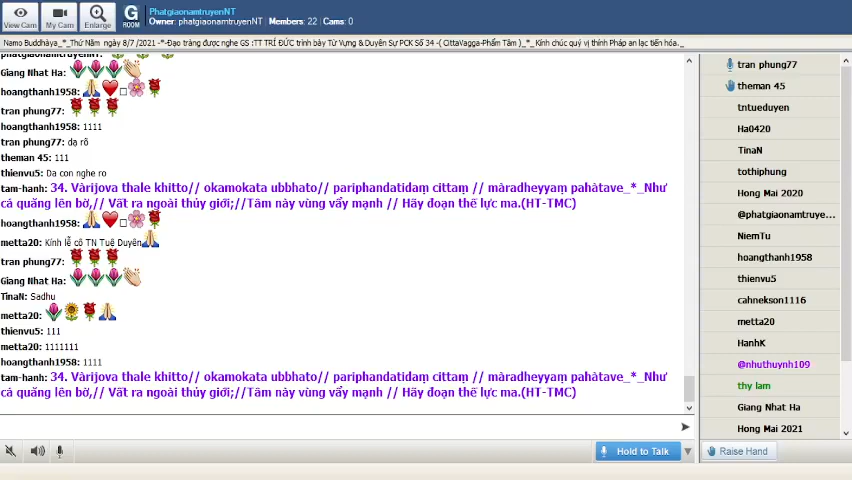 View Cam
My Cam
Enlarge
G
ROOM
PhatgiaonamtruyenNT
Owner: phatgiaonamtruyenNT | Members: 22 | Cams: 0
Namo Buddhàya_*_Thứ Năm ngày 8/7 /2021 -*-Đạo tràng được nghe GS :TT TRÍ ĐỨC trình bày Từ Vựng & Duyên Sự PCK Số 34 -( CittaVagga-Phẩm Tâm )_*_Kính chúc quý vị thính Pháp an lạc tiến hóa._
phatgiaonamtruyenNT:
Giang Nhat Ha:
hoangthanh1958:
tran phung77:
hoangthanh1958: 1111
tran phung77: dạ rõ
theman 45: 111
thienvu5: Da con nghe ro
tam-hanh: 34. Vàrijova thale khitto// okamokata ubbhato// pariphandatidaṃ cittaṃ // màradheyyaṃ pahàtave_*_Như
cá quăng lên bờ,// Vất ra ngoài thủy giới;//Tâm này vùng vẫy mạnh // Hãy đoạn thế lực ma.(HT-TMC)
hoangthanh1958:
metta20: Kính lễ cô TN Tuệ Duyên
tran phung77:
Giang Nhat Ha:
TinaN: Sadhu
metta20:
thienvu5: 111
metta20: 1111111
hoangthanh1958: 1111
tam-hanh: 34. Vàrijova thale khitto// okamokata ubbhato// pariphandatidaṃ cittaṃ // màradheyyaṃ pahàtave_*_Như
cá quăng lên bờ,// Vất ra ngoài thủy giới;//Tâm này vùng vẫy mạnh // Hãy đoạn thế lực ma.(HT-TMC)
Hold to Talk
tran phung77
theman 45
tntueduyen
Ha0420
TinaN
tothiphung
Hong Mai 2020
@phatgiaonamtruye...
NiemTu
hoangthanh1958
thienvu5
cahnekson1116
metta20
HanhK
@nhuthuynh109
thy lam
Giang Nhat Ha
Hong Mai 2021
Raise Hand